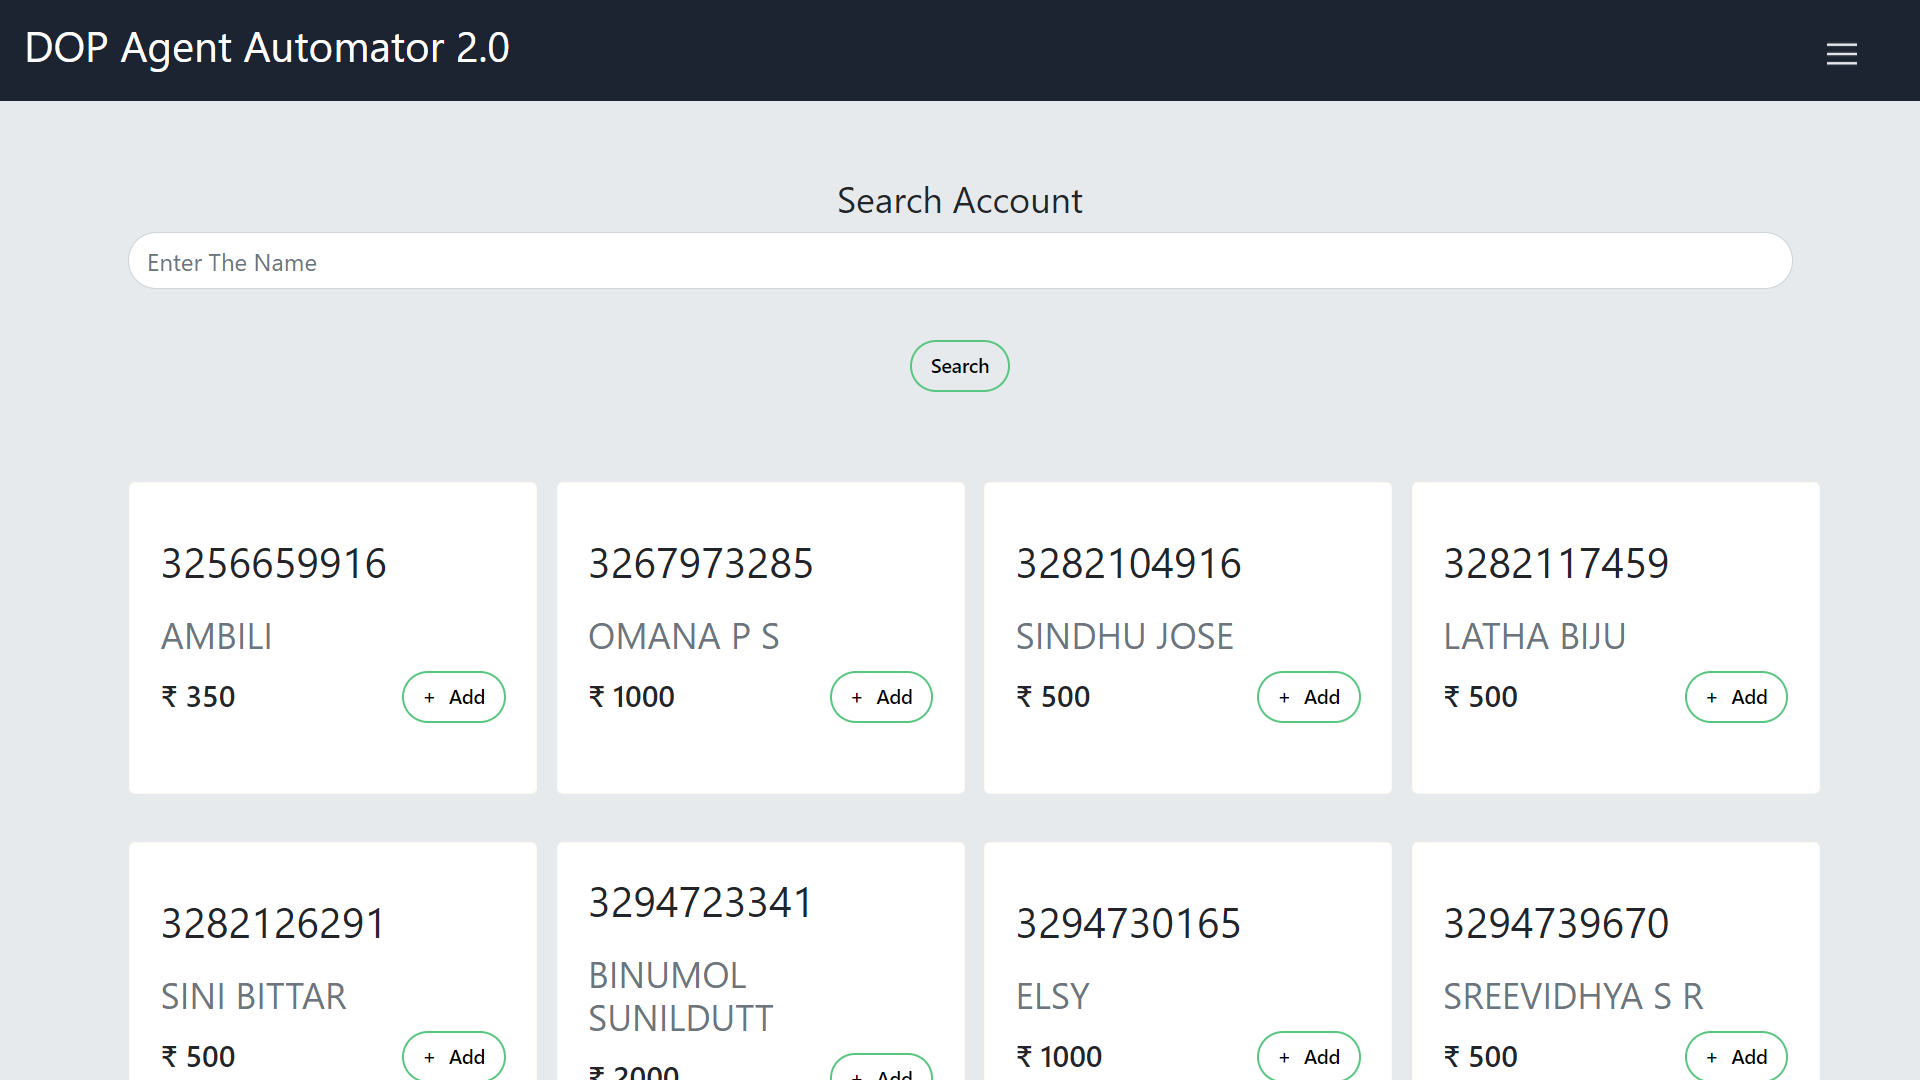 DOP Agent Automator 2.0
Search Account
Enter The Name
Search
3256659916
AMBILI
₹ 350
+ Add
3267973285
OMANA P S
₹ 1000
+ Add
3282104916
SINDHU JOSE
₹ 500
+ Add
3282117459
LATHA BIJU
₹ 500
+ Add
3282126291
SINI BITTAR
₹ 500
+ Add
3294723341
BINUMOL
SUNILDUTT
₹ 2000
+ Add
3294730165
ELSY
₹ 1000
+ Add
3294739670
SREEVIDHYA S R
₹ 500
+ Add